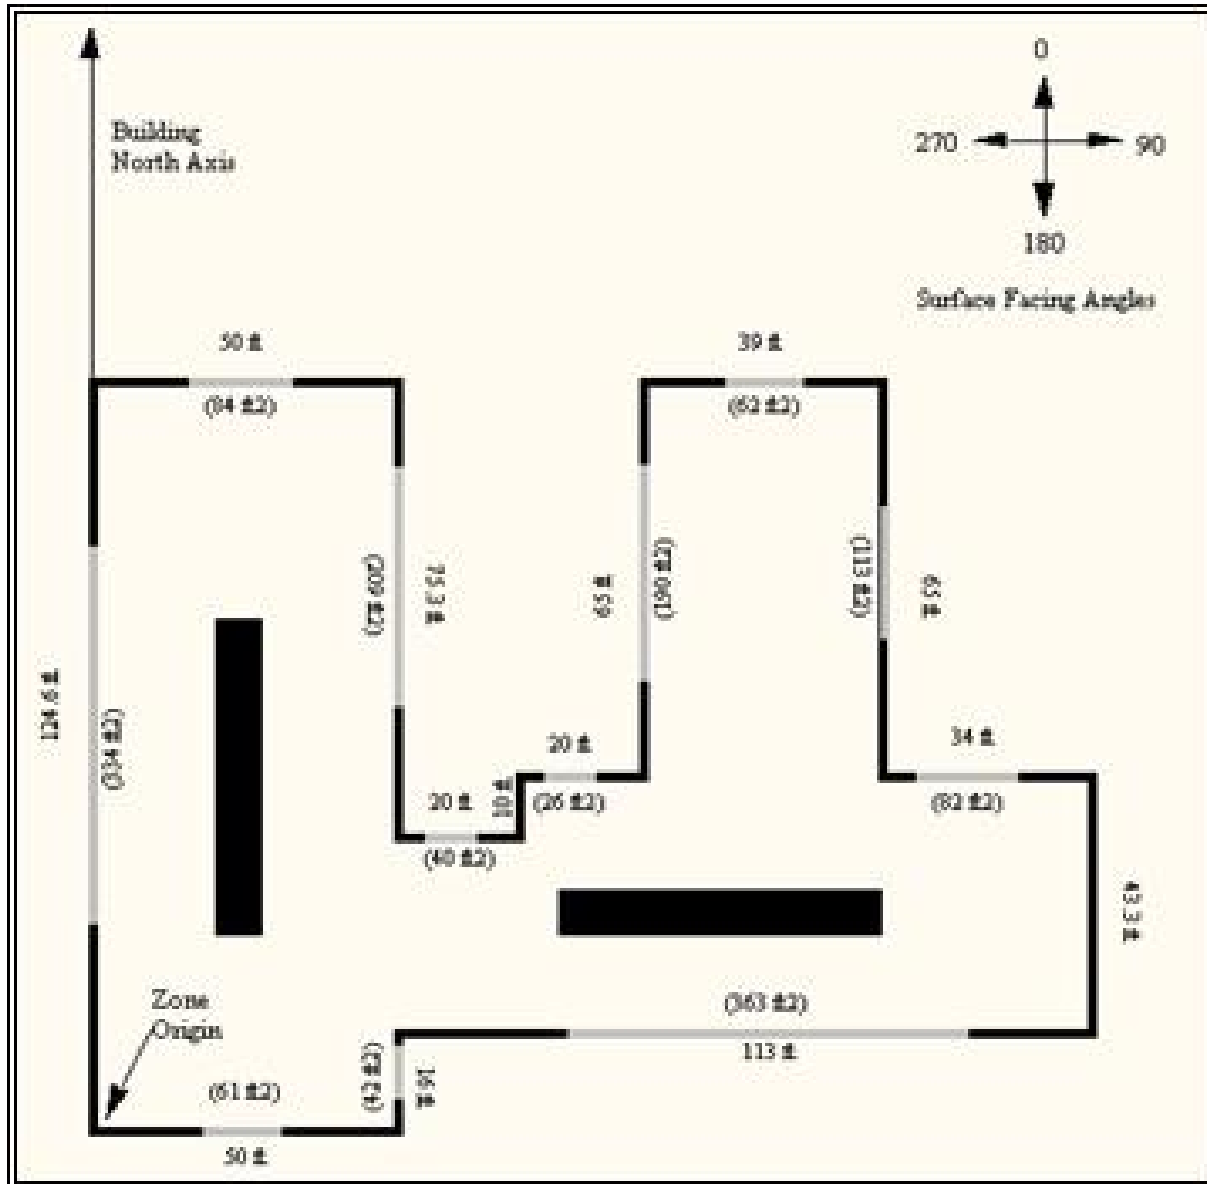 0
Building
North Axis
270
90
180
Surface Facing Angles
50 ft
39 ft
(84 ft2)
(62 ft2)
(209 ft2)
75.3 ft
65 ft
(190 ft2)
(113 ft2)
65 ft
124.6 ft
(334 ft2)
20 ft
34 ft
20 ft
10 ft
(26 ft2)
(82 ft2)
(40 ft2)
43.3 ft
Zone
Origin
(363 ft2)
113 ft
(42 ft2)
16 ft
(61 ft2)
50 ft